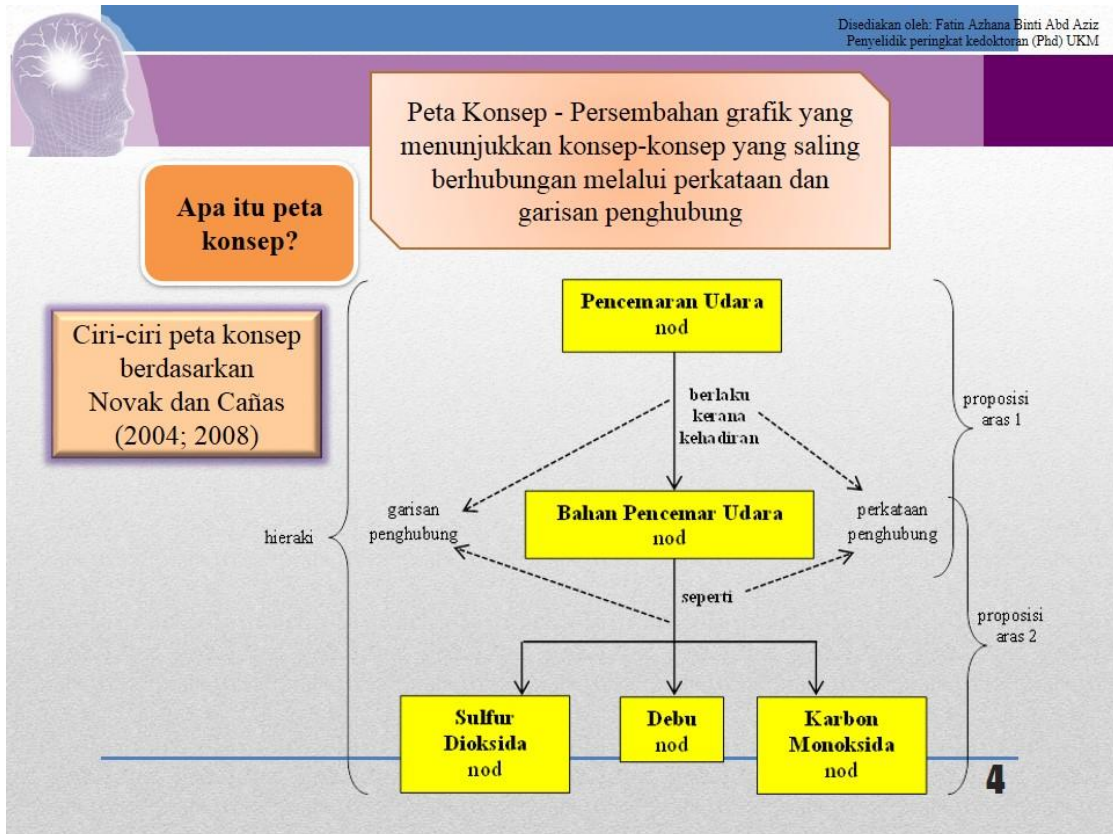 Disediakan oleh: Fatin Azhana Binti Abd Aziz
Penyelidik peringkat kedoktoran (Phd) UKM
Peta Konsep - Persembahan grafik yang
menunjukkan konsep-konsep yang saling
berhubungan melalui perkataan dan
garisan penghubung
Apa itu peta
konsep?
Ciri-ciri peta konsep
berdasarkan
Novak dan Cañas
(2004; 2008)
Pencemaran Udara
nod
berlaku
kerana
kehadiran
proposisi
aras 1
hieraki
garisan
penghubung
Bahan Pencemar Udara
nod
perkataan
penghubung
seperti
proposisi
aras 2
Sulfur
Dioksida
nod
Debu
nod
Karbon
Monoksida
nod
4